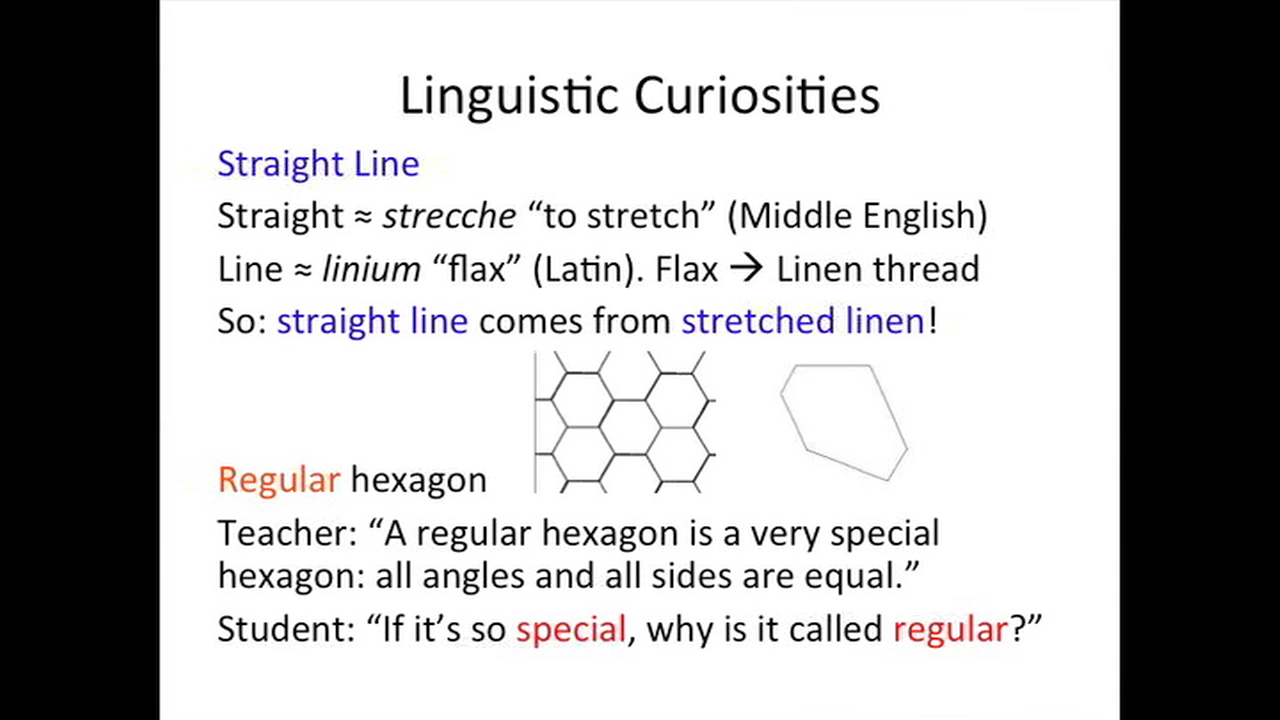 Linguistic Curiosities
Straight Line
Straight ≈ strecche “to stretch” (Middle English)
Line ≈ linium “flax” (Latin). Flax → Linen thread
So: straight line comes from stretched linen!
Regular hexagon
Teacher: “A regular hexagon is a very special
hexagon: all angles and all sides are equal.”
Student: “If it’s so special, why is it called regular?”